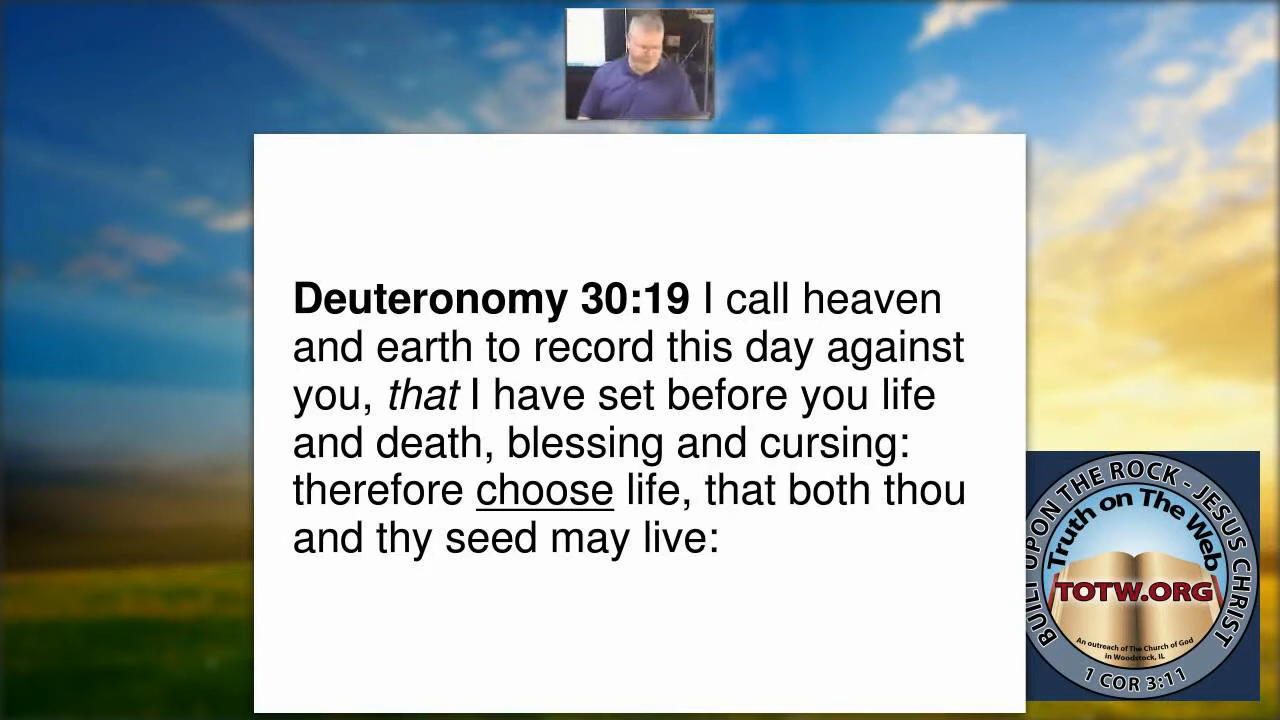 Deuteronomy 30:19 I call heaven
and earth to record this day against
you, that I have set before you life
and death, blessing and cursing:
therefore choose life, that both thou
and thy seed may live:
BUILT UPON THE ROCK - JESUS CHRIST
Truth on The Web
TOTW.ORG
An outreach of The Church of God
in Woodstock, IL
1 COR 3:11